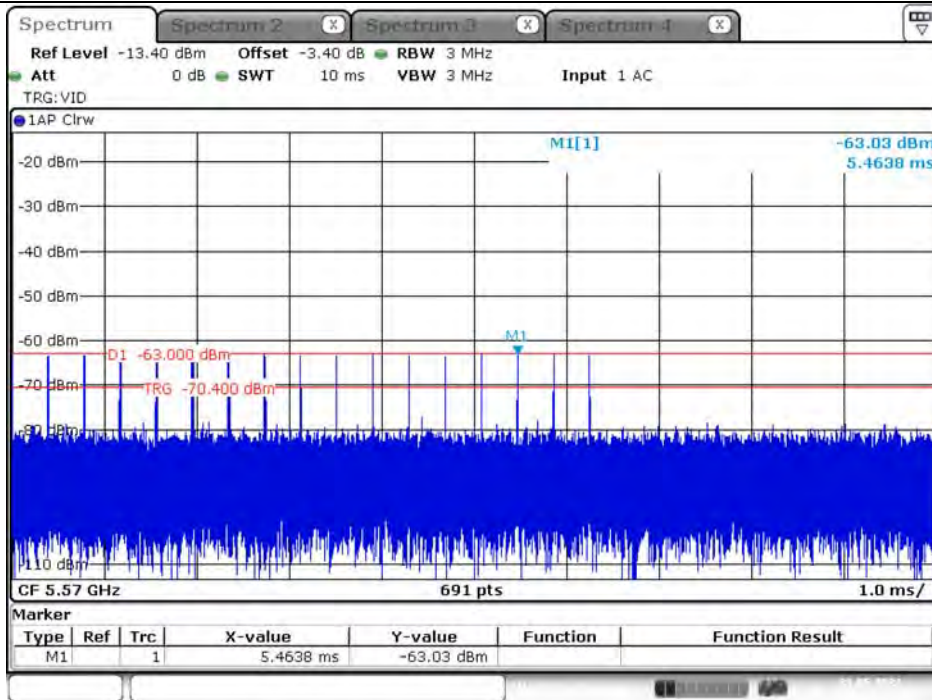 Spectrum Spectrum 2 X Spectrum 3 X Spectrum 4 X
Ref Level -13.40 dBm Offset -3.40 dB RBW 3 MHz
Att 0 dB SWT 10 ms VBW 3 MHz Input 1 AC
TRG:VID
1AP Clrw
M1[1] -63.03 dBm
5.4638 ms
-20 dBm
-30 dBm
-40 dBm
-50 dBm
-60 dBm
M1
D1 -63.000 dBm
-70 dBm
TRG -70.400 dBm
-80 dBm
-110 dBm
CF 5.57 GHz 691 pts 1.0 ms/
Marker
Type Ref Trc X-value Y-value Function Function Result
M1 1 5.4638 ms -63.03 dBm